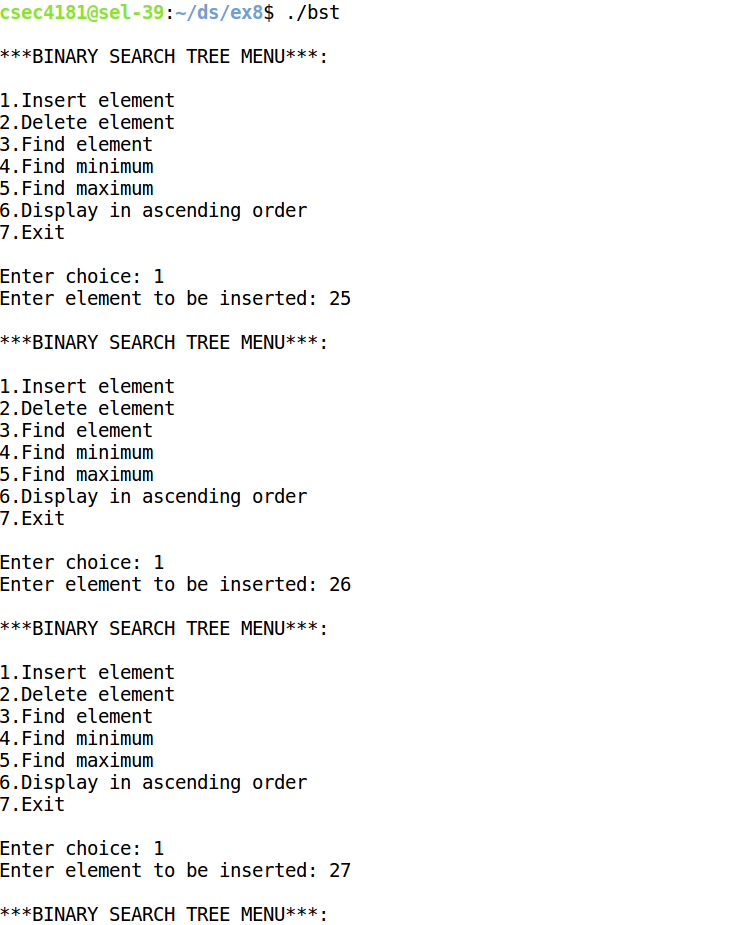 csec4181@sel-39:~/ds/ex8$ ./bst
***BINARY SEARCH TREE MENU***:
1.Insert element
2.Delete element
3.Find element
4.Find minimum
5.Find maximum
6.Display in ascending order
7.Exit
Enter choice: 1
Enter element to be inserted: 25
***BINARY SEARCH TREE MENU***:
1.Insert element
2.Delete element
3.Find element
4.Find minimum
5.Find maximum
6.Display in ascending order
7.Exit
Enter choice: 1
Enter element to be inserted: 26
***BINARY SEARCH TREE MENU***:
1.Insert element
2.Delete element
3.Find element
4.Find minimum
5.Find maximum
6.Display in ascending order
7.Exit
Enter choice: 1
Enter element to be inserted: 27
***BINARY SEARCH TREE MENU***: